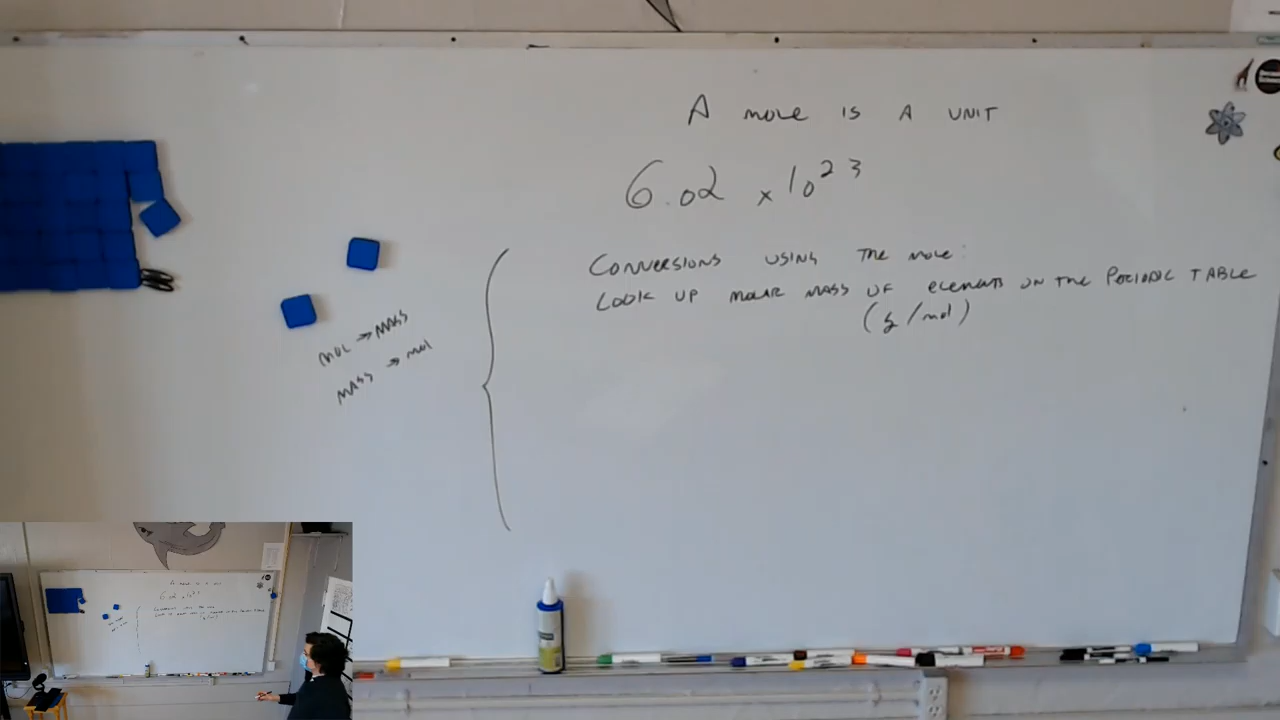 A mole is A UNIT
6.02 x 10²³
Conversions using the mole:
Look up molar mass of elements on the Periodic Table
(g/mol)
mol → mass
mass → mol